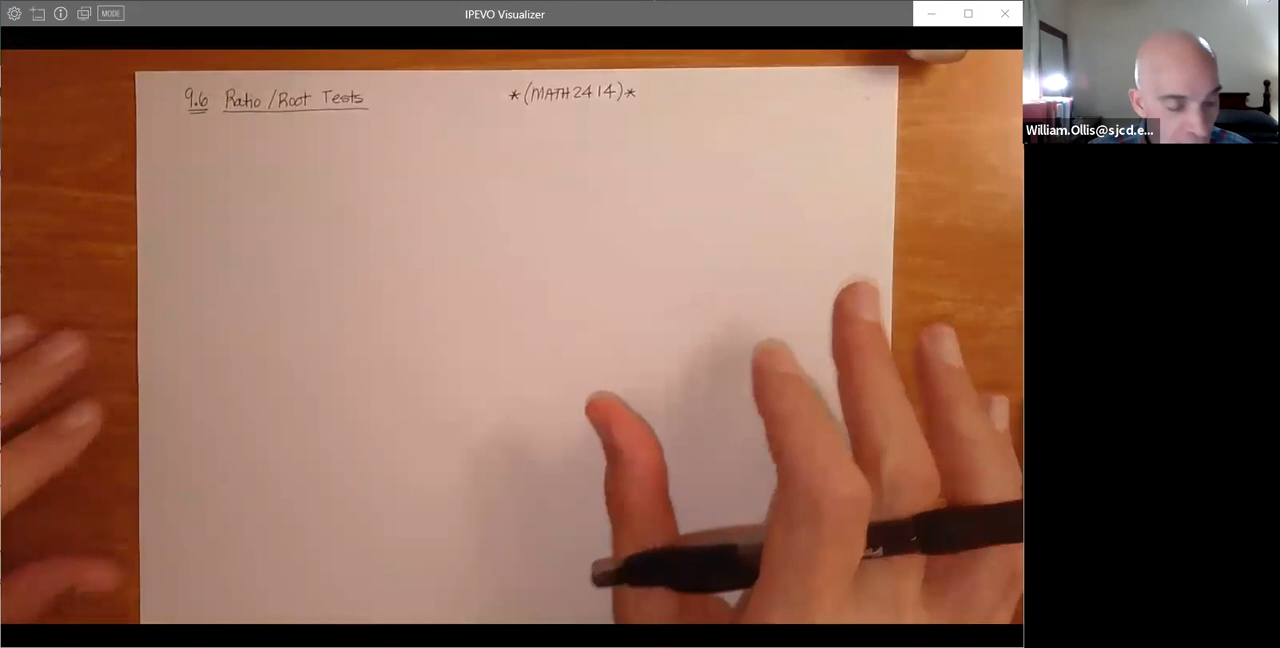 MODE
IPEVO Visualizer
9.6 Ratio/Root Tests
*(MATH 2414)*
William.Ollis@sjcd.e...